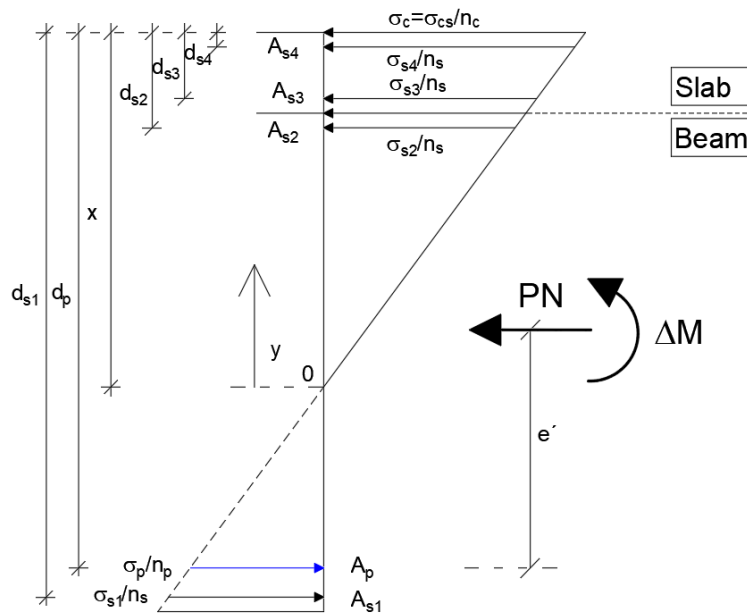 σc=σcs/nc
ds4
As4
ds3
σs4/ns
σs3/ns
ds2
As3
Slab
As2
σs2/ns
Beam
x
ds1
dp
PN
ΔM
y
0
e´
σp/np
Ap
σs1/ns
As1